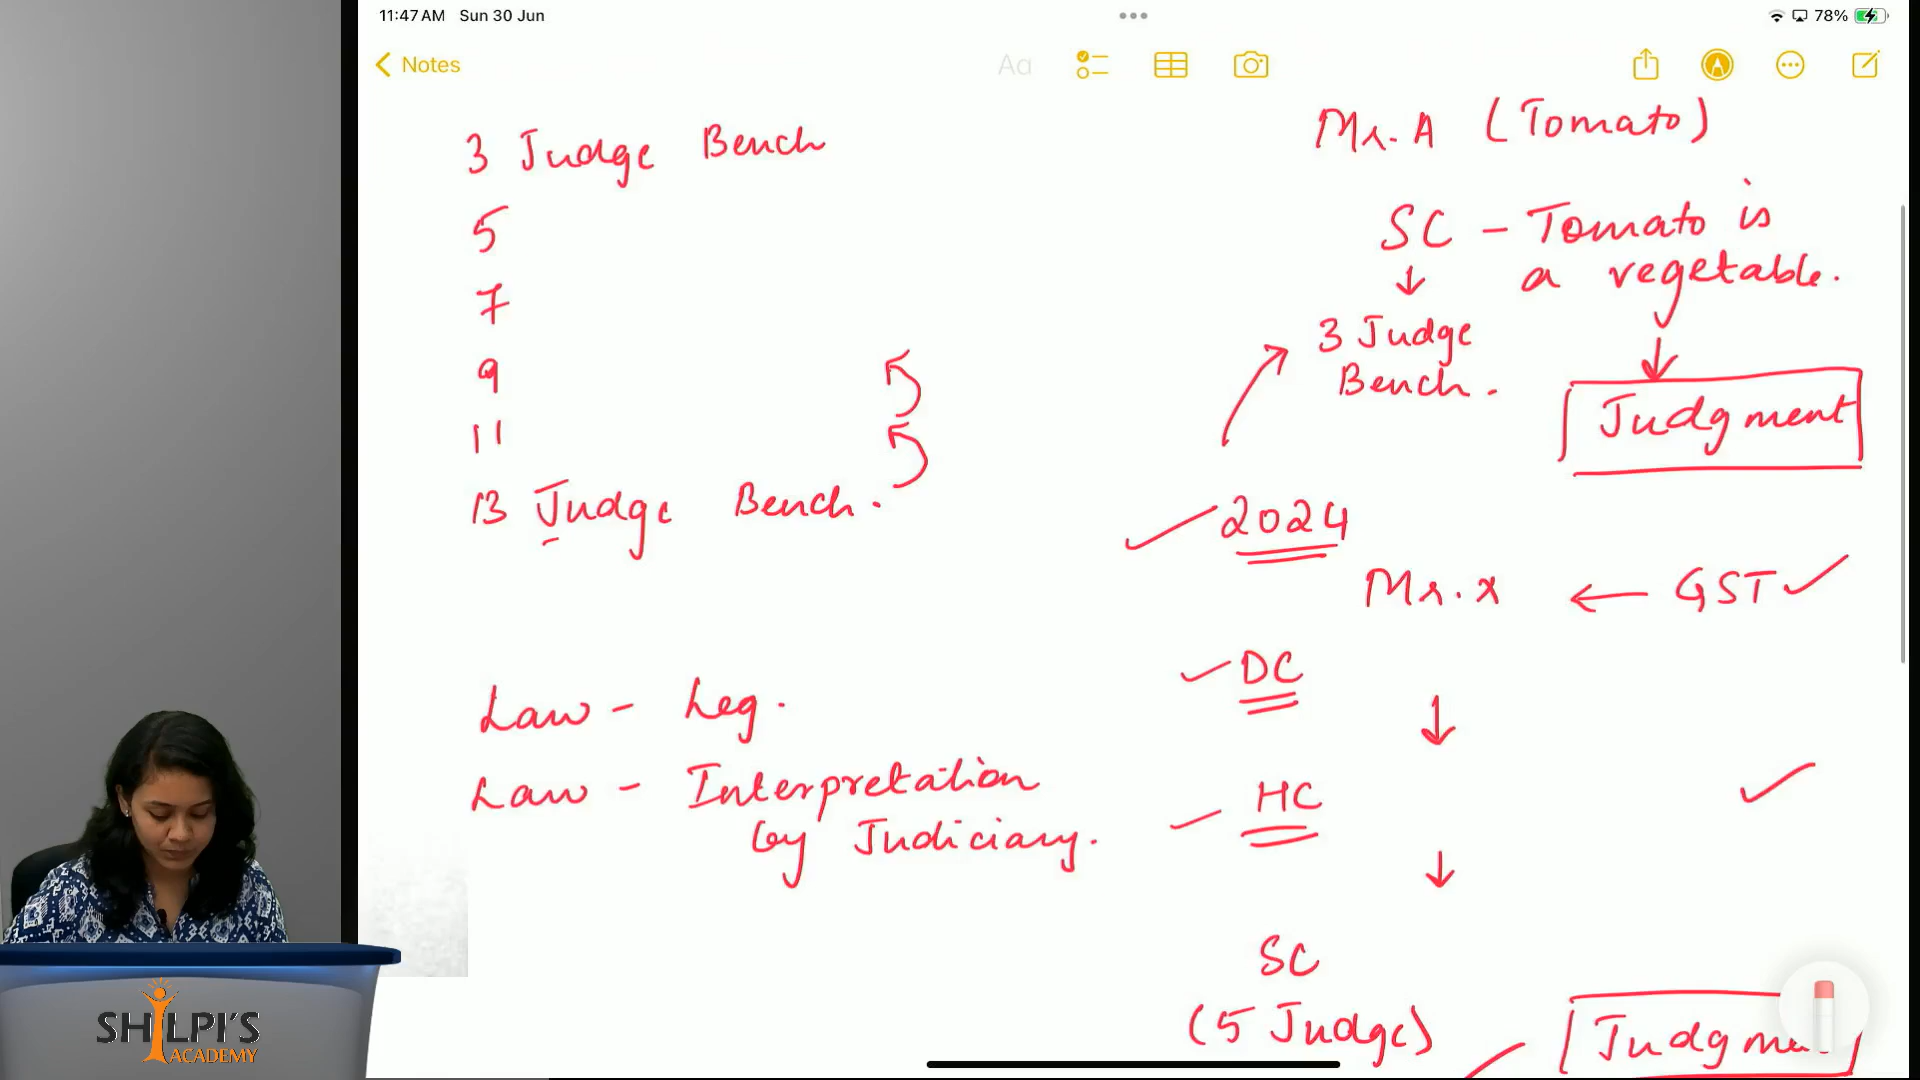 11:47 AM Sun 30 Jun
78%
Notes
Aa
3 Judge Bench
5
7
9
11
13 Judge Bench.
Law - Leg.
Law - Interpretation
by Judiciary.
Mr. A (Tomato)
SC - Tomato is
a vegetable.
3 Judge
Bench.
Judgment
2024
Mr. X ← GST
DC
HC
SC
(5 Judge)
SHILPI'S
ACADEMY